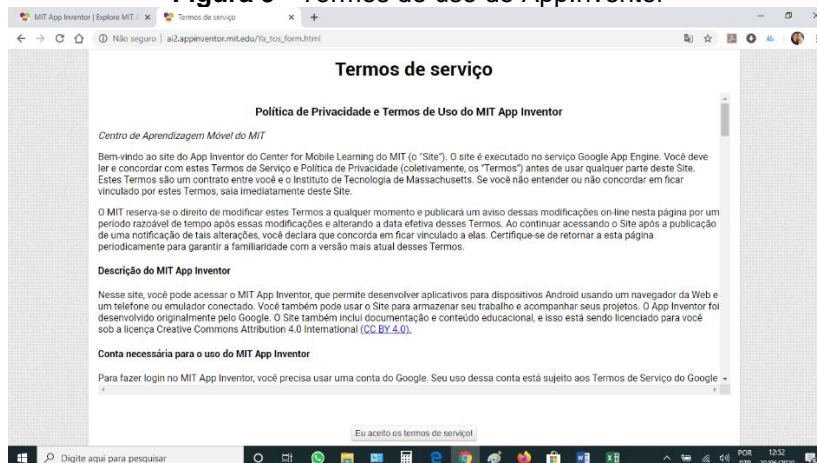 Termos de uso do AppInventor
MIT App Inventor | Explore MIT A
Termos de serviço
Não seguro | ai2.appinventor.mit.edu/Ya_tos_form.html
Termos de serviço
Política de Privacidade e Termos de Uso do MIT App Inventor
Centro de Aprendizagem Móvel do MIT
Bem-vindo ao site do App Inventor do Center for Mobile Learning do MIT (o "Site"). O site é executado no serviço Google App Engine. Você deve
ler e concordar com estes Termos de Serviço e Política de Privacidade (coletivamente, os "Termos") antes de usar qualquer parte deste Site.
Estes Termos são um contrato entre você e o Instituto de Tecnologia de Massachusetts. Se você não entender ou não concordar em ficar
vinculado por estes Termos, saia imediatamente deste Site.
O MIT reserva-se o direito de modificar estes Termos a qualquer momento e publicará um aviso dessas modificações on-line nesta página por um
período razoável de tempo após essas modificações e alterando a data efetiva desses Termos. Ao continuar acessando o Site após a publicação
de uma notificação de tais alterações, você declara que concorda em ficar vinculado a elas. Certifique-se de retornar a esta página
periodicamente para garantir a familiaridade com a versão mais atual desses Termos.
Descrição do MIT App Inventor
Nesse site, você pode acessar o MIT App Inventor, que permite desenvolver aplicativos para dispositivos Android usando um navegador da Web e
um telefone ou emulador conectado. Você também pode usar o Site para armazenar seu trabalho e acompanhar seus projetos. O App Inventor foi
desenvolvido originalmente pelo Google. O Site também inclui documentação e conteúdo educacional, e isso está sendo licenciado para você
sob a licença Creative Commons Attribution 4.0 International (CC BY 4.0).
Conta necessária para o uso do MIT App Inventor
Para fazer login no MIT App Inventor, você precisa usar uma conta do Google. Seu uso dessa conta está sujeito aos Termos de Serviço do Google
Eu aceito os termos de serviço!
Digite aqui para pesquisar
POR 12:52